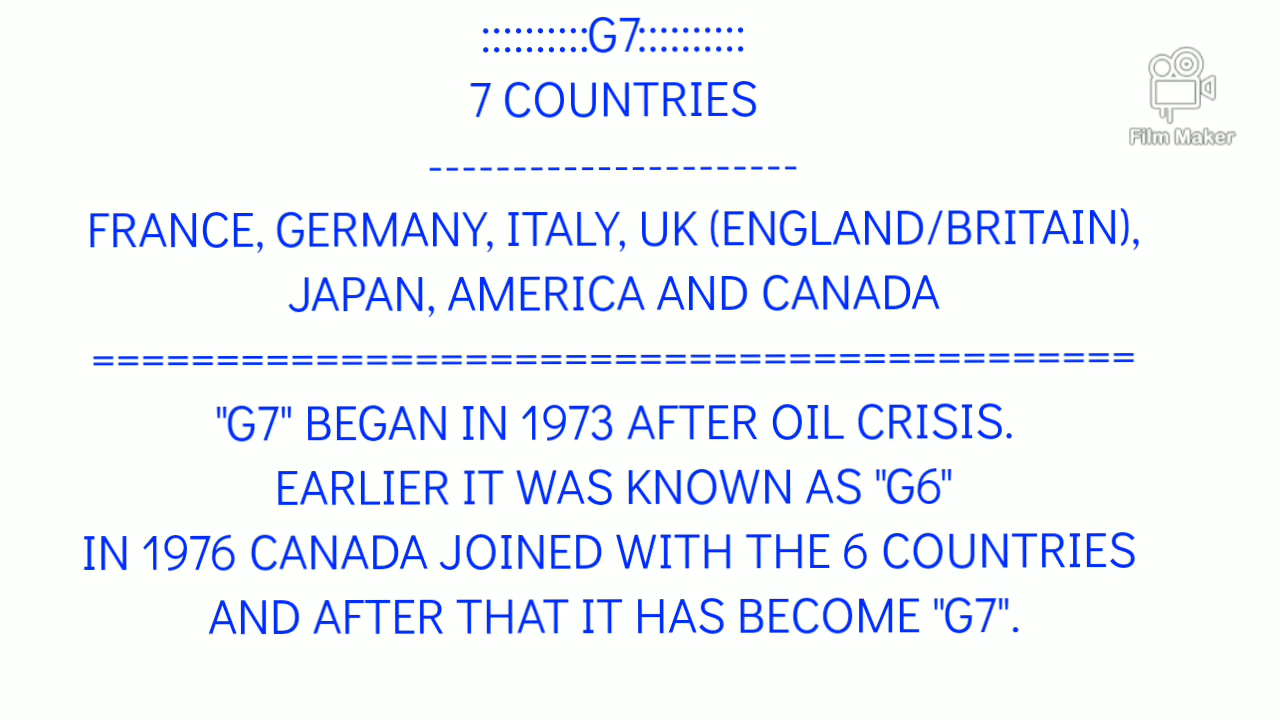 ::::::::::G7::::::::::
7 COUNTRIES
Film Maker
----------------------
FRANCE, GERMANY, ITALY, UK (ENGLAND/BRITAIN),
JAPAN, AMERICA AND CANADA
==========================================
"G7" BEGAN IN 1973 AFTER OIL CRISIS.
EARLIER IT WAS KNOWN AS "G6"
IN 1976 CANADA JOINED WITH THE 6 COUNTRIES
AND AFTER THAT IT HAS BECOME "G7".